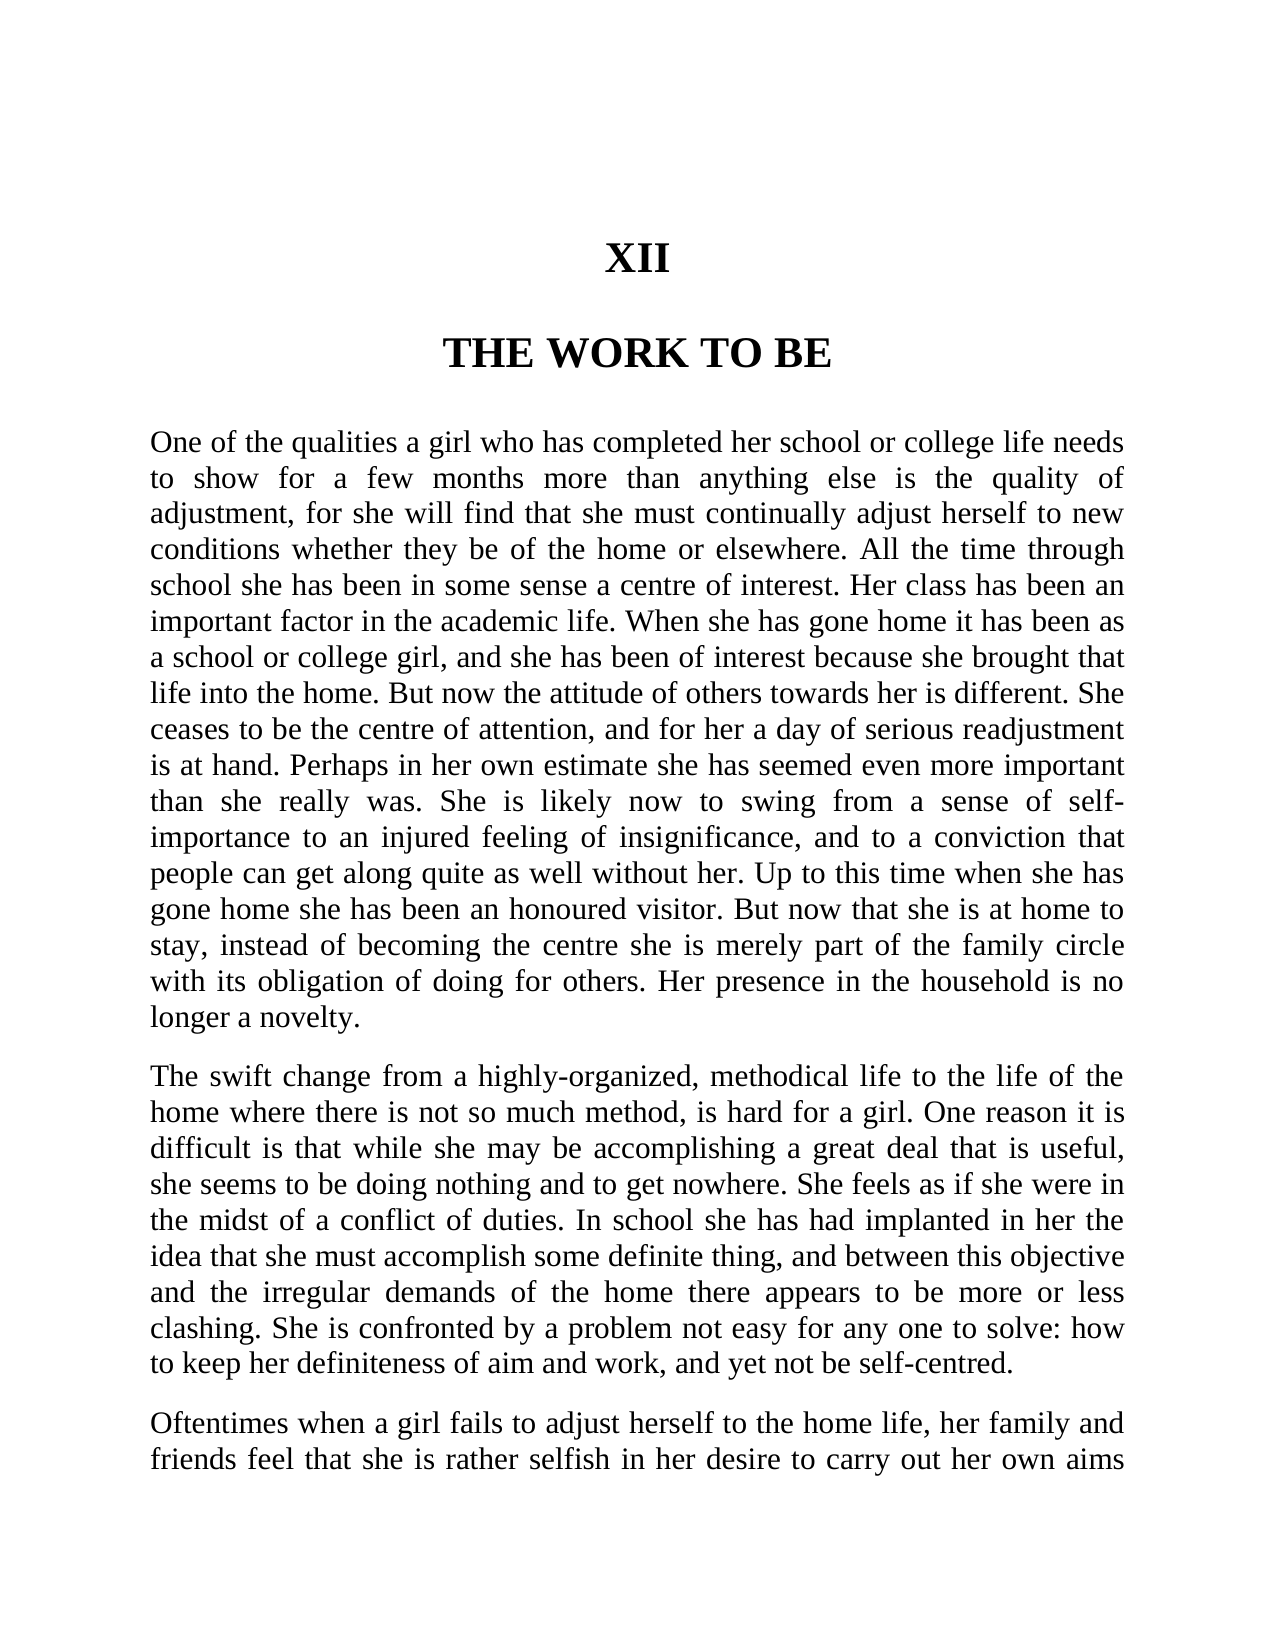 XII
THE WORK TO BE
One of the qualities a girl who has completed her school or college life needs
to show for a few months more than anything else is the quality of
adjustment, for she will find that she must continually adjust herself to new
conditions whether they be of the home or elsewhere. All the time through
school she has been in some sense a centre of interest. Her class has been an
important factor in the academic life. When she has gone home it has been as
a school or college girl, and she has been of interest because she brought that
life into the home. But now the attitude of others towards her is different. She
ceases to be the centre of attention, and for her a day of serious readjustment
is at hand. Perhaps in her own estimate she has seemed even more important
than she really was. She is likely now to swing from a sense of self-
importance to an injured feeling of insignificance, and to a conviction that
people can get along quite as well without her. Up to this time when she has
gone home she has been an honoured visitor. But now that she is at home to
stay, instead of becoming the centre she is merely part of the family circle
with its obligation of doing for others. Her presence in the household is no
longer a novelty.
The swift change from a highly-organized, methodical life to the life of the
home where there is not so much method, is hard for a girl. One reason it is
difficult is that while she may be accomplishing a great deal that is useful,
she seems to be doing nothing and to get nowhere. She feels as if she were in
the midst of a conflict of duties. In school she has had implanted in her the
idea that she must accomplish some definite thing, and between this objective
and the irregular demands of the home there appears to be more or less
clashing. She is confronted by a problem not easy for any one to solve: how
to keep her definiteness of aim and work, and yet not be self-centred.
Oftentimes when a girl fails to adjust herself to the home life, her family and
friends feel that she is rather selfish in her desire to carry out her own aims